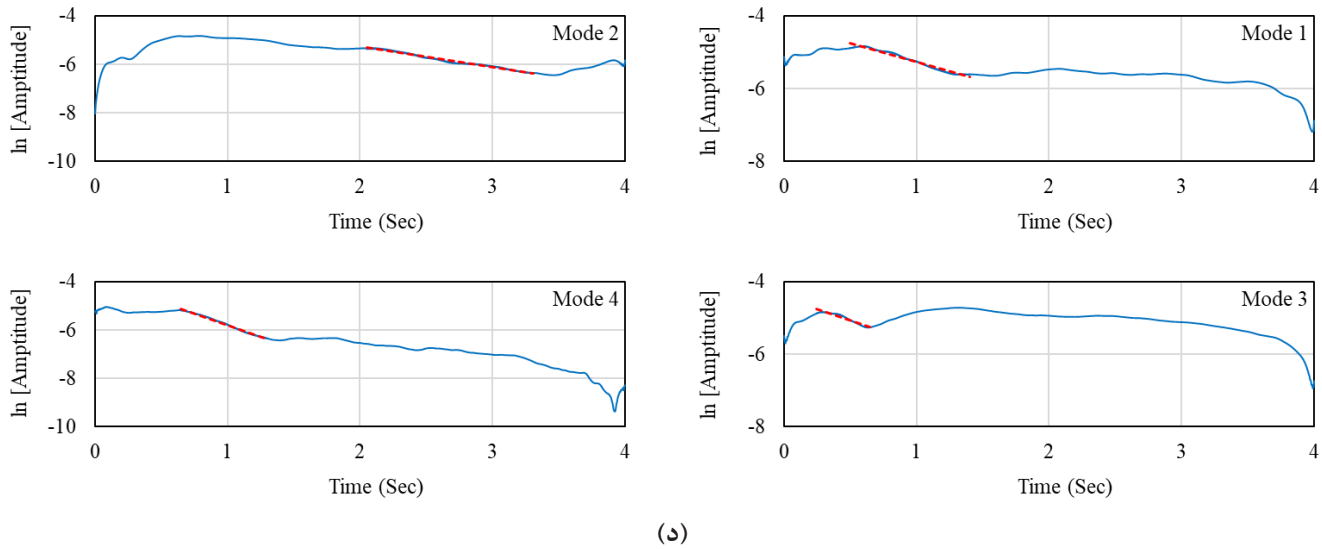 -4
Mode 2
-6
-8
-10
ln [Amptitude]
0 1 2 3 4
Time (Sec)
-4
Mode 1
-6
-8
ln [Amptitude]
0 1 2 3 4
Time (Sec)
-4
Mode 4
-6
-8
-10
ln [Amptitude]
0 1 2 3 4
Time (Sec)
-4
Mode 3
-6
-8
ln [Amptitude]
0 1 2 3 4
Time (Sec)
(د)